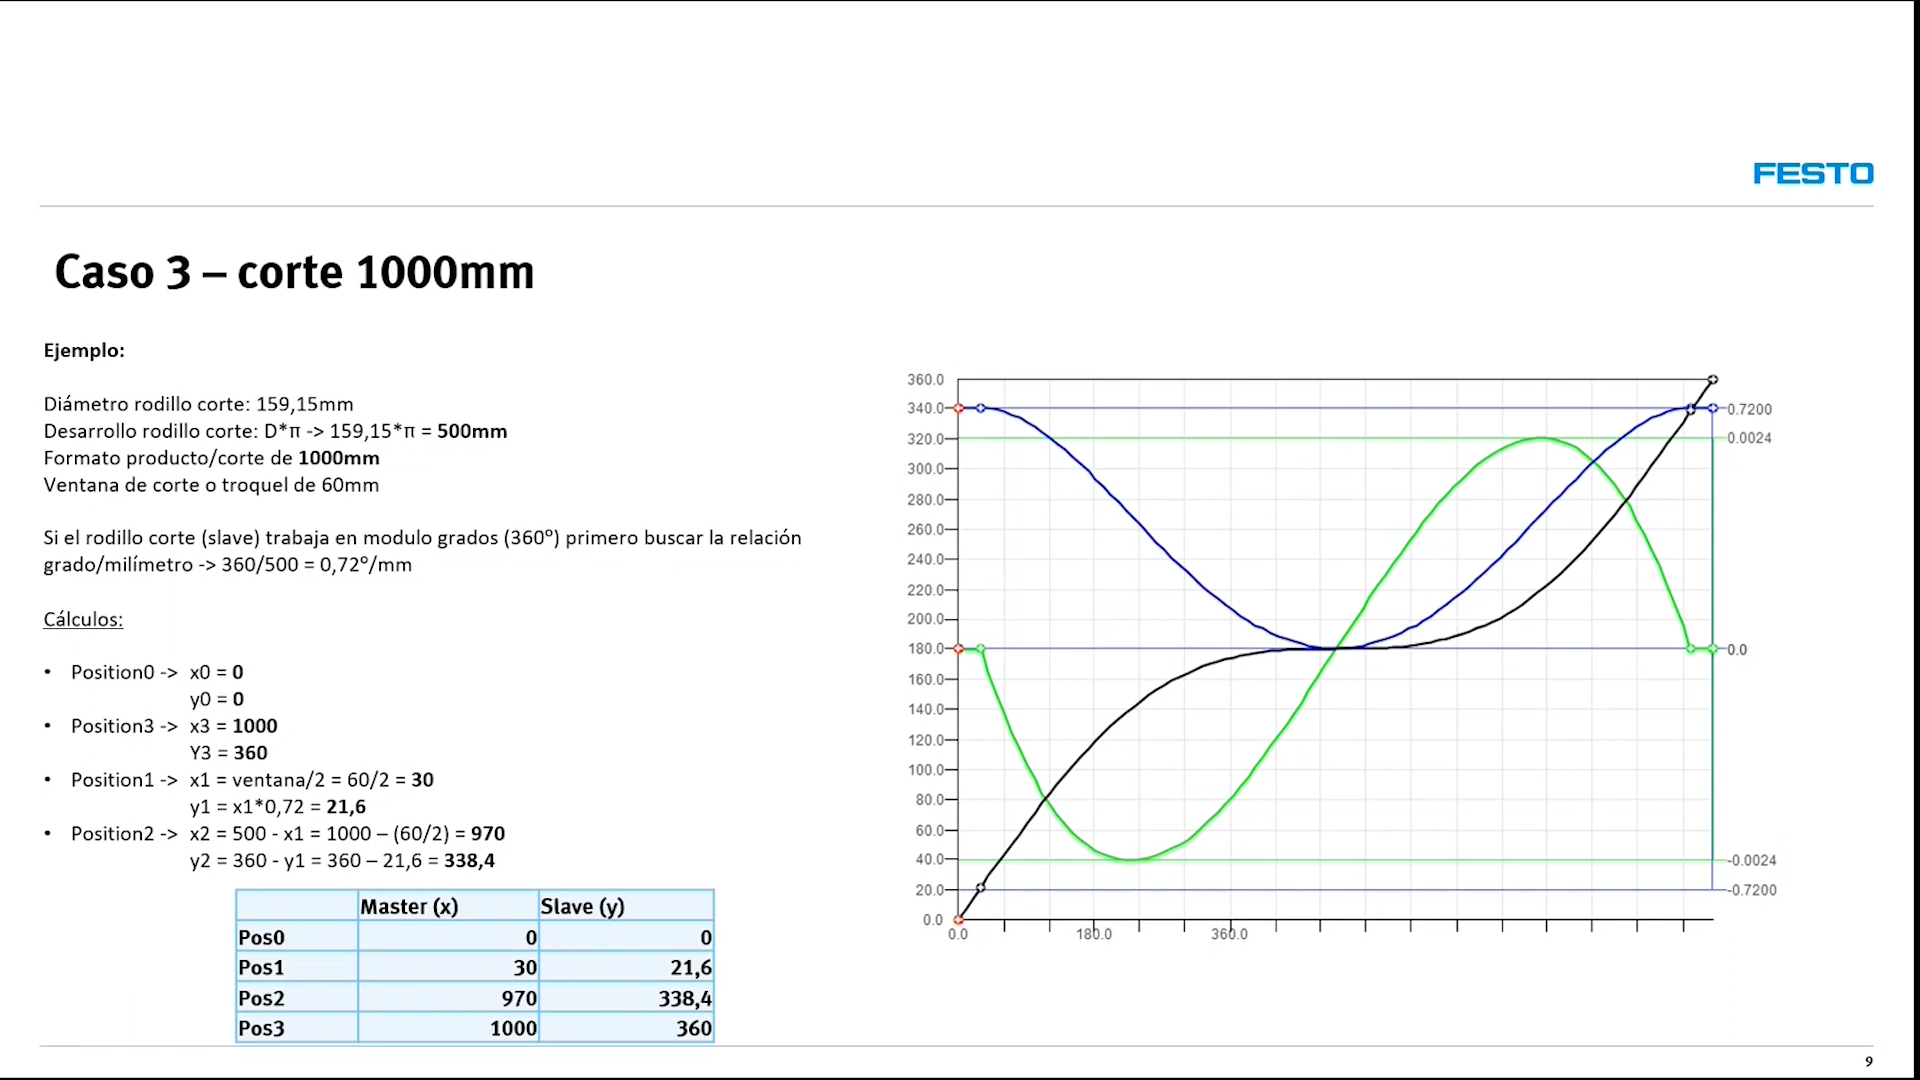 FESTO
Caso 3 – corte 1000mm
Ejemplo:
Diámetro rodillo corte: 159,15mm
Desarrollo rodillo corte: D*π -> 159,15*π = 500mm
Formato producto/corte de 1000mm
Ventana de corte o troquel de 60mm
Si el rodillo corte (slave) trabaja en modulo grados (360º) primero buscar la relación
grado/milímetro -> 360/500 = 0,72º/mm
Cálculos:
• Position0 -> x0 = 0
y0 = 0
• Position3 -> x3 = 1000
Y3 = 360
• Position1 -> x1 = ventana/2 = 60/2 = 30
y1 = x1*0,72 = 21,6
• Position2 -> x2 = 500 - x1 = 1000 – (60/2) = 970
y2 = 360 - y1 = 360 – 21,6 = 338,4
Master (x) Slave (y)
Pos0 0 0
Pos1 30 21,6
Pos2 970 338,4
Pos3 1000 360
360.0
340.0
320.0
300.0
280.0
260.0
240.0
220.0
200.0
180.0
160.0
140.0
120.0
100.0
80.0
60.0
40.0
20.0
0.0
0.0 180.0 360.0
0.7200
0.0024
0.0
-0.0024
-0.7200
9